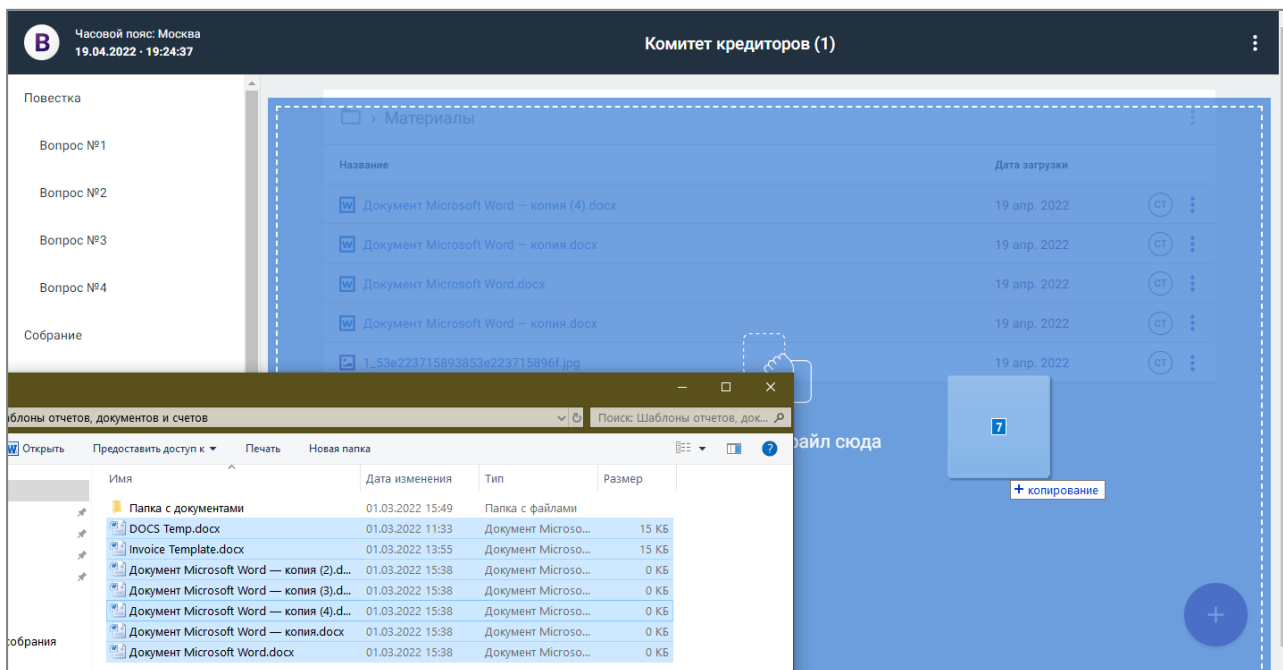 B
Часовой пояс: Москва
19.04.2022 · 19:24:37
Комитет кредиторов (1)
Повестка
Вопрос №1
Вопрос №2
Вопрос №3
Вопрос №4
Собрание
› Материалы
Название Дата загрузки
W Документ Microsoft Word — копия (4).docx 19 апр. 2022 СТ
W Документ Microsoft Word — копия.docx 19 апр. 2022 СТ
W Документ Microsoft Word.docx 19 апр. 2022 СТ
W Документ Microsoft Word — копия.docx 19 апр. 2022 СТ
1_53e223715893853e223715896f.jpg 19 апр. 2022 СТ
файл сюда
7
+ копирование
+
блоны отчетов, документов и счетов
Поиск: Шаблоны отчетов, док...
W Открыть Предоставить доступ к Печать Новая папка ?
Имя Дата изменения Тип Размер
Папка с документами 01.03.2022 15:49 Папка с файлами
DOCS Temp.docx 01.03.2022 11:33 Документ Microso... 15 КБ
Invoice Template.docx 01.03.2022 13:55 Документ Microso... 15 КБ
Документ Microsoft Word — копия (2).d... 01.03.2022 15:38 Документ Microso... 0 КБ
Документ Microsoft Word — копия (3).d... 01.03.2022 15:38 Документ Microso... 0 КБ
Документ Microsoft Word — копия (4).d... 01.03.2022 15:38 Документ Microso... 0 КБ
Документ Microsoft Word — копия.docx 01.03.2022 15:38 Документ Microso... 0 КБ
Документ Microsoft Word.docx 01.03.2022 15:38 Документ Microso... 0 КБ
собрания